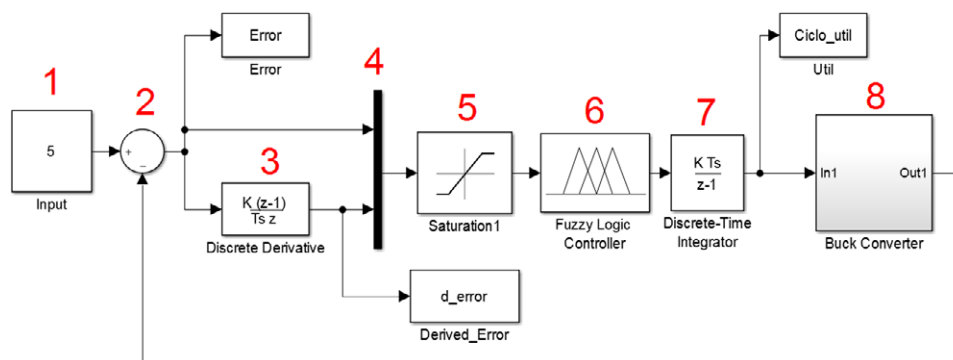 1
5
Input
2
+
−
Error
Error
3
K (z-1)
Ts z
Discrete Derivative
4
d_error
Derived_Error
5
Saturation1
6
Fuzzy Logic
Controller
7
K Ts
z-1
Discrete-Time
Integrator
Ciclo_util
Util
8
In1
Out1
Buck Converter